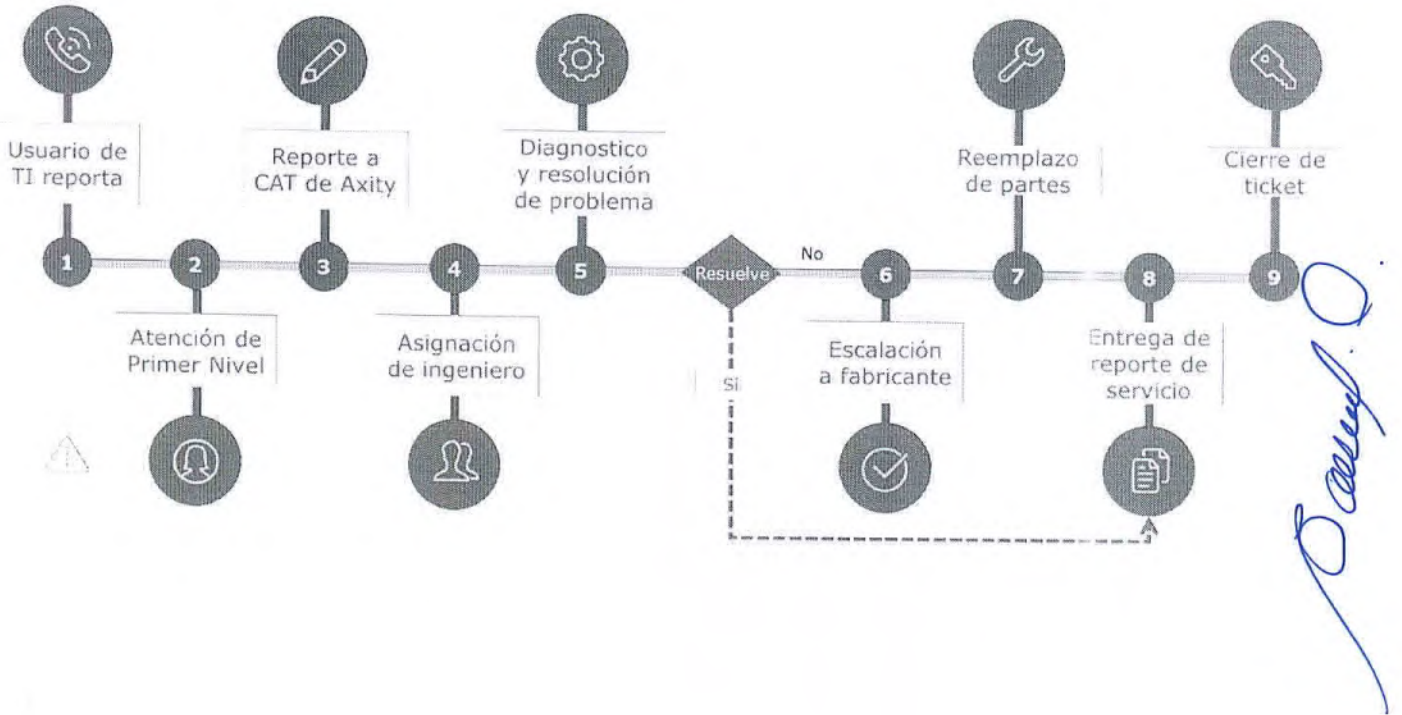 Usuario de
TI reporta
1
2
Atención de
Primer Nivel
Reporte a
CAT de Axity
3
4
Asignación
de ingeniero
Diagnostico
y resolución
de problema
5
Resuelve
No
Si
6
Escalación
a fabricante
Reemplazo
de partes
7
8
Entrega de
reporte de
servicio
Cierre de
ticket
9